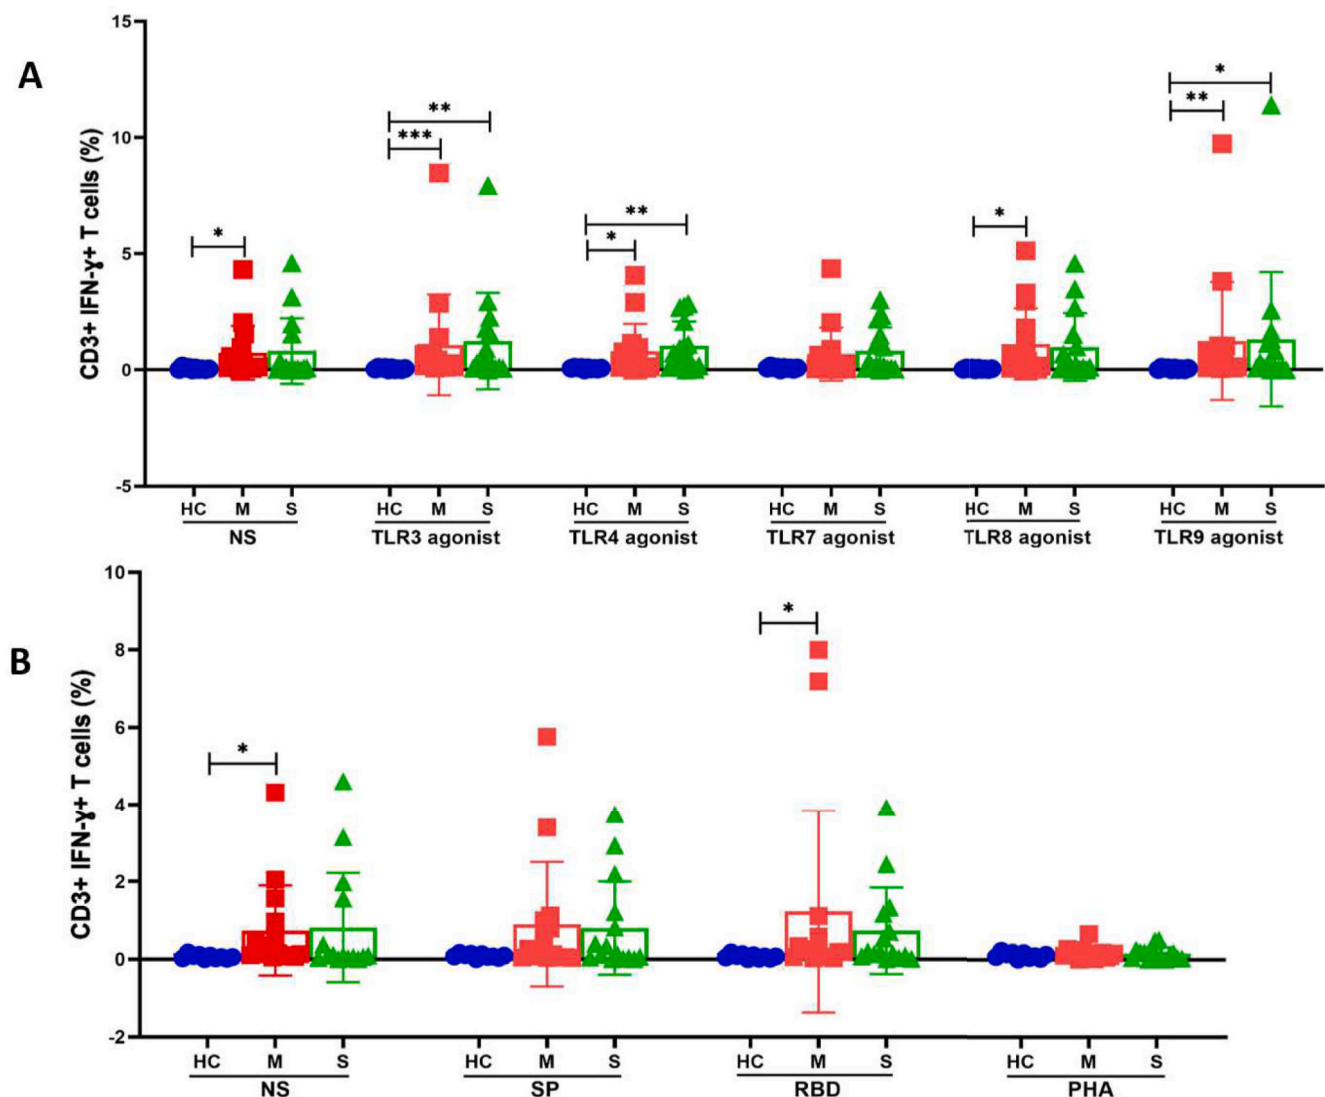 A
CD3+ IFN-ɣ+ T cells (%)
15
10
5
0
-5
*
***
**
*
**
*
**
*
HC M S HC M S HC M S HC M S HC M S HC M S
NS TLR3 agonist TLR4 agonist TLR7 agonist TLR8 agonist TLR9 agonist
B
CD3+ IFN-ɣ+ T cells (%)
10
8
6
4
2
0
-2
*
*
HC M S HC M S HC M S HC M S
NS SP RBD PHA